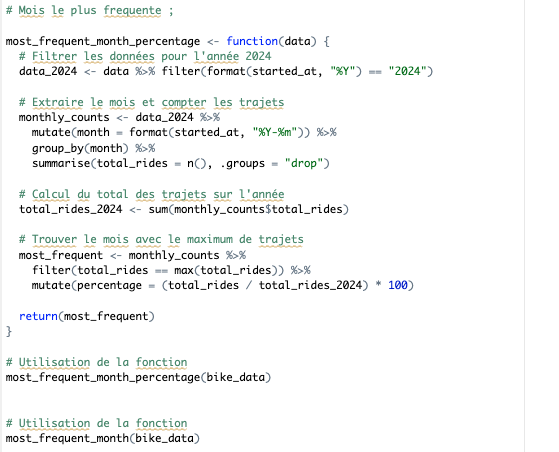 # Mois le plus frequente ;
most_frequent_month_percentage <- function(data) {
# Filtrer les données pour l'année 2024
data_2024 <- data %>% filter(format(started_at, "%Y") == "2024")
# Extraire le mois et compter les trajets
monthly_counts <- data_2024 %>%
mutate(month = format(started_at, "%Y-%m")) %>%
group_by(month) %>%
summarise(total_rides = n(), .groups = "drop")
# Calcul du total des trajets sur l'année
total_rides_2024 <- sum(monthly_counts$total_rides)
# Trouver le mois avec le maximum de trajets
most_frequent <- monthly_counts %>%
filter(total_rides == max(total_rides)) %>%
mutate(percentage = (total_rides / total_rides_2024) * 100)
return(most_frequent)
}
# Utilisation de la fonction
most_frequent_month_percentage(bike_data)
# Utilisation de la fonction
most_frequent_month(bike_data)